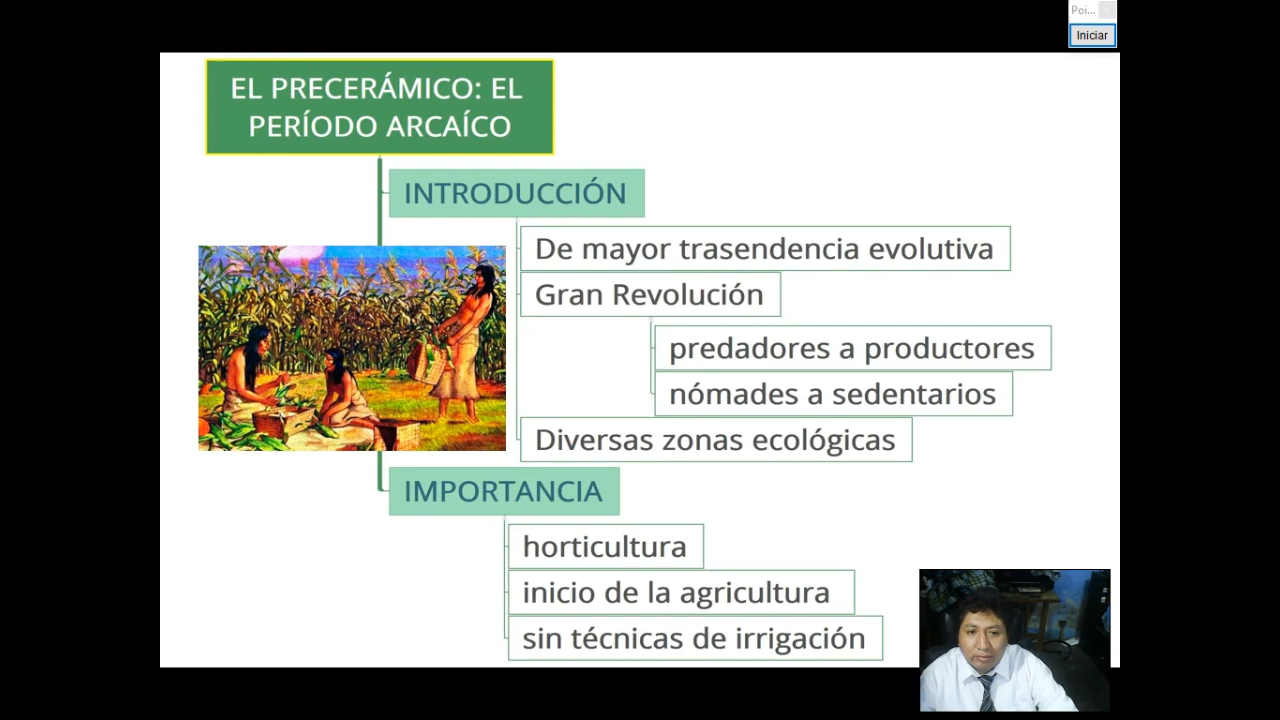 Poi...
Iniciar
EL PRECERÁMICO: EL
PERÍODO ARCAÍCO
INTRODUCCIÓN
De mayor trasendencia evolutiva
Gran Revolución
predadores a productores
nómades a sedentarios
Diversas zonas ecológicas
IMPORTANCIA
horticultura
inicio de la agricultura
sin técnicas de irrigación